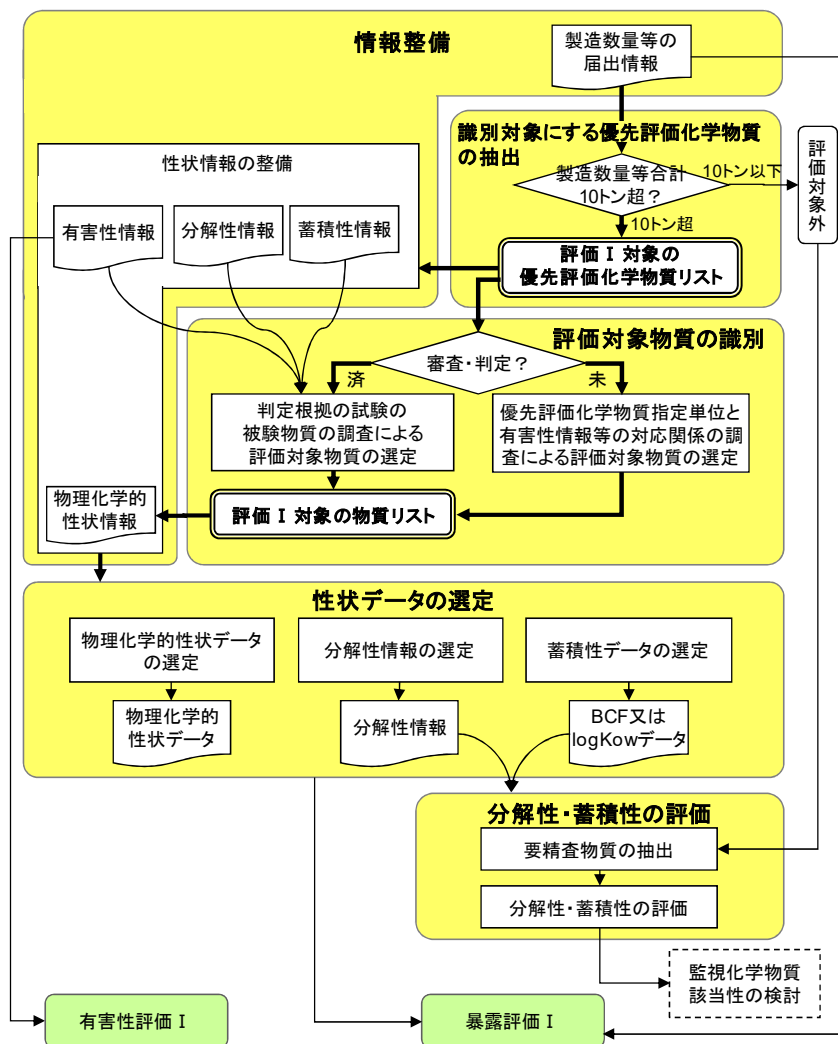 情報整備
製造数量等の
届出情報
識別対象にする優先評価化学物質
の抽出
製造数量等合計
10トン超？
10トン以下
評価対象外
10トン超
評価Ⅰ対象の
優先評価化学物質リスト
性状情報の整備
有害性情報
分解性情報
蓄積性情報
評価対象物質の識別
審査・判定？
済
未
判定根拠の試験の
被験物質の調査による
評価対象物質の選定
優先評価化学物質指定単位と
有害性情報等の対応関係の調
査による評価対象物質の選定
物理化学的
性状情報
評価Ⅰ対象の物質リスト
性状データの選定
物理化学的性状データ
の選定
分解性情報の選定
蓄積性データの選定
物理化学的
性状データ
分解性情報
BCF又は
logKowデータ
分解性・蓄積性の評価
要精査物質の抽出
分解性・蓄積性の評価
監視化学物質
該当性の検討
有害性評価Ⅰ
暴露評価Ⅰ